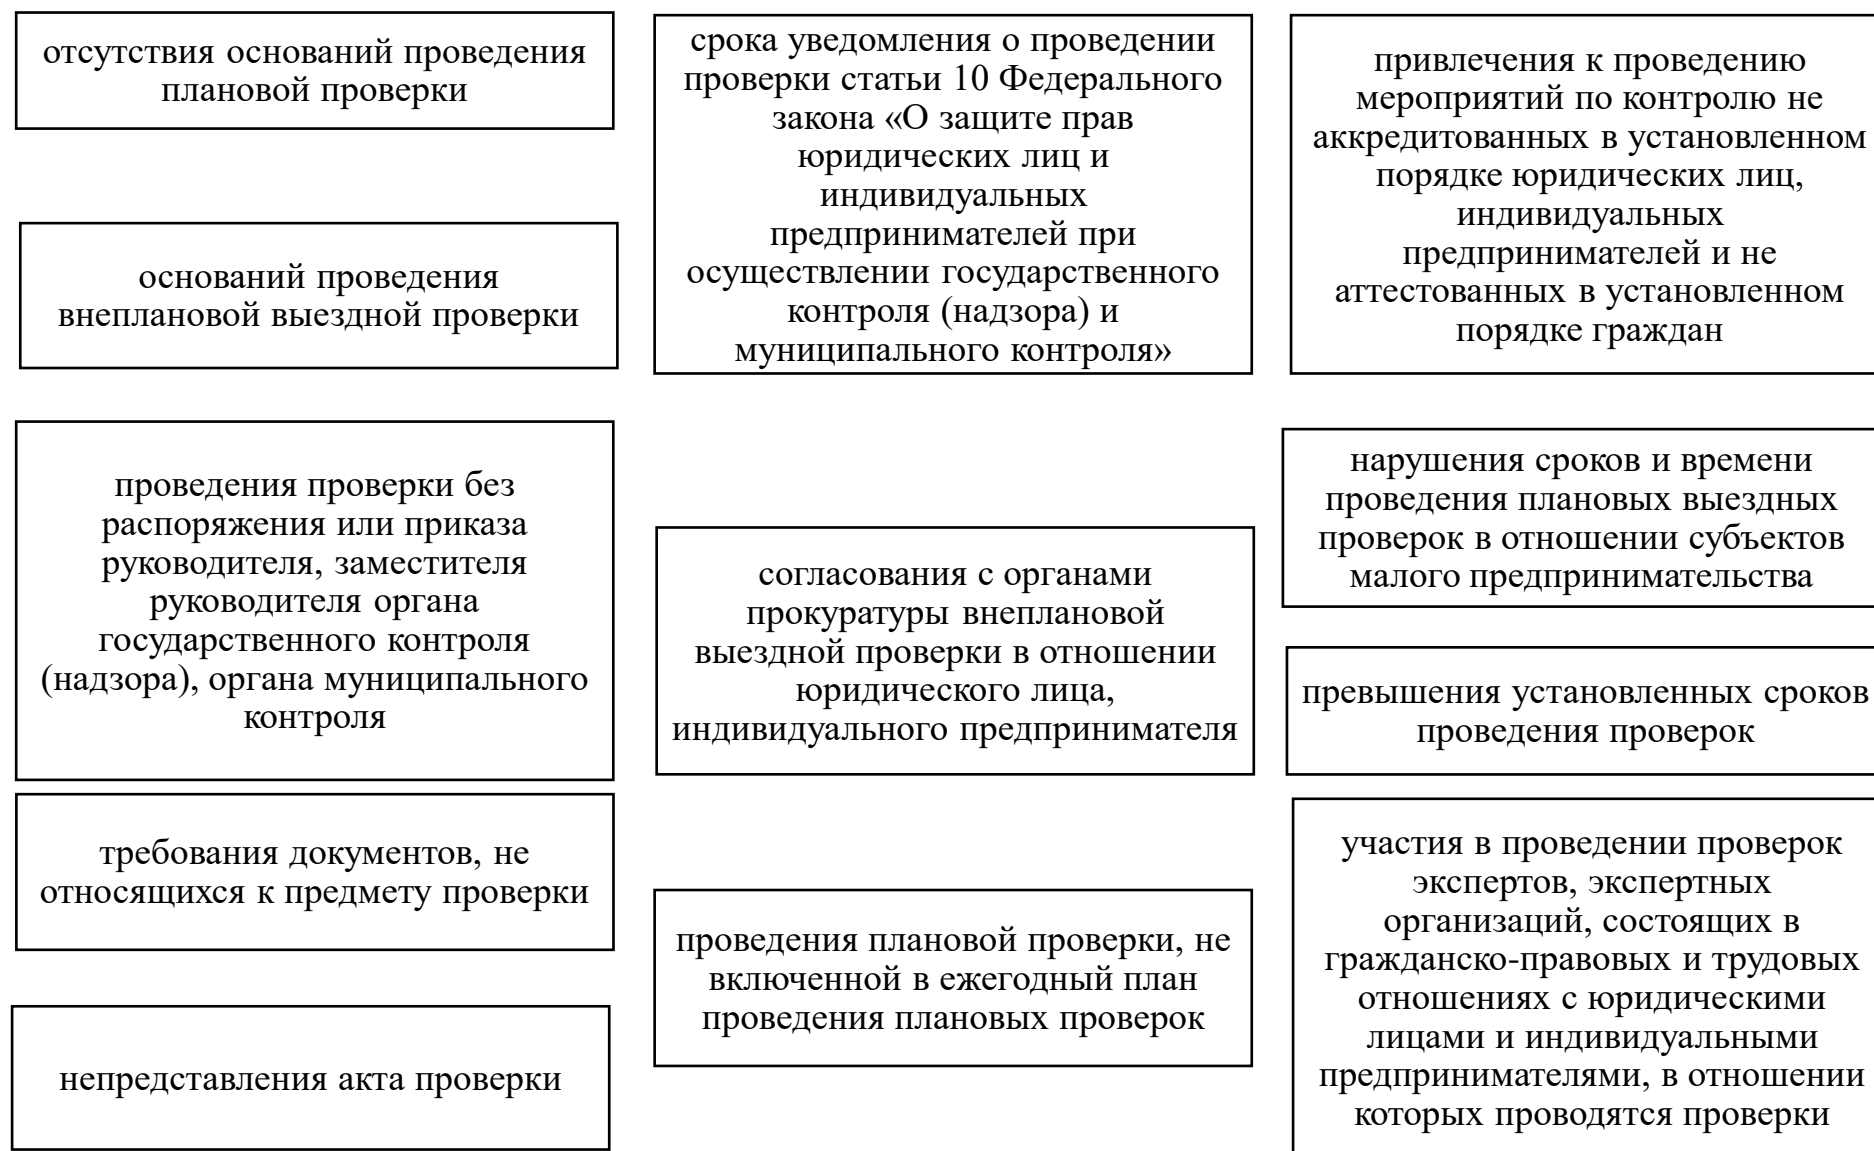 отсутствия оснований проведения
плановой проверки
оснований проведения
внеплановой выездной проверки
проведения проверки без
распоряжения или приказа
руководителя, заместителя
руководителя органа
государственного контроля
(надзора), органа муниципального
контроля
требования документов, не
относящихся к предмету проверки
непредставления акта проверки
срока уведомления о проведении
проверки статьи 10 Федерального
закона «О защите прав
юридических лиц и
индивидуальных
предпринимателей при
осуществлении государственного
контроля (надзора) и
муниципального контроля»
согласования с органами
прокуратуры внеплановой
выездной проверки в отношении
юридического лица,
индивидуального предпринимателя
проведения плановой проверки, не
включенной в ежегодный план
проведения плановых проверок
привлечения к проведению
мероприятий по контролю не
аккредитованных в установленном
порядке юридических лиц,
индивидуальных
предпринимателей и не
аттестованных в установленном
порядке граждан
нарушения сроков и времени
проведения плановых выездных
проверок в отношении субъектов
малого предпринимательства
превышения установленных сроков
проведения проверок
участия в проведении проверок
экспертов, экспертных
организаций, состоящих в
гражданско-правовых и трудовых
отношениях с юридическими
лицами и индивидуальными
предпринимателями, в отношении
которых проводятся проверки